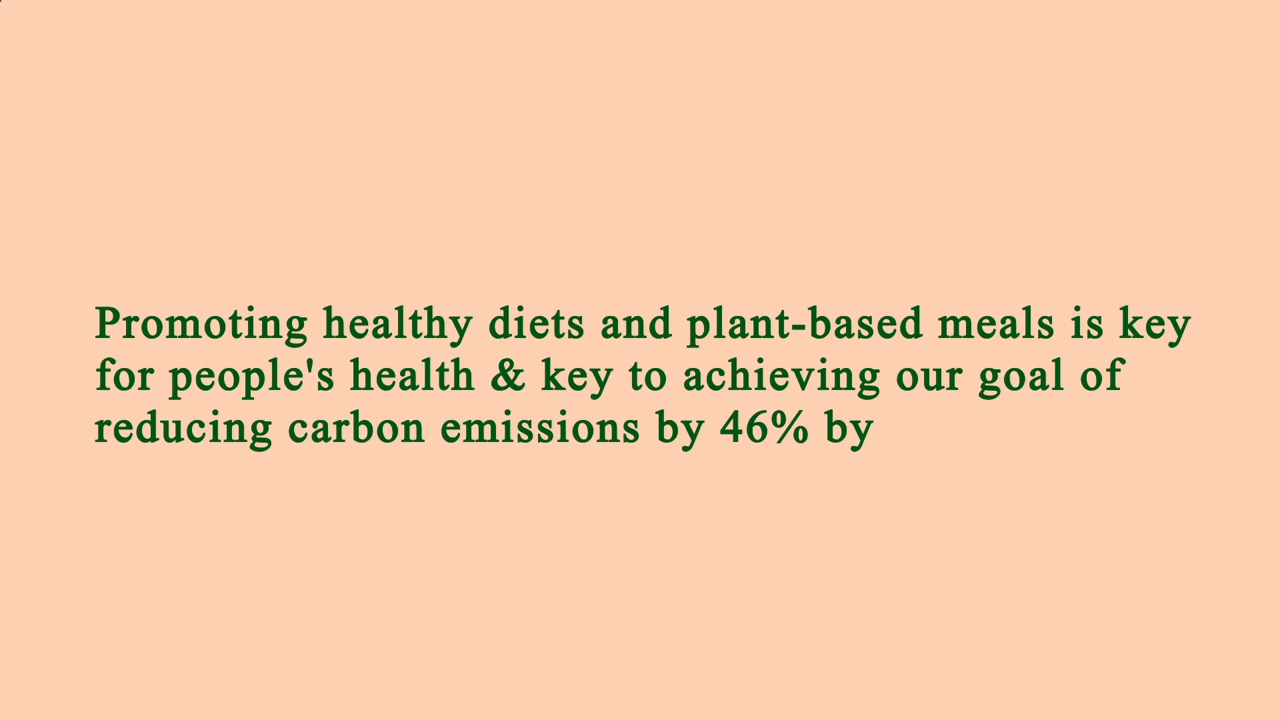 Promoting healthy diets and plant-based meals is key
for people's health & key to achieving our goal of
reducing carbon emissions by 46% by